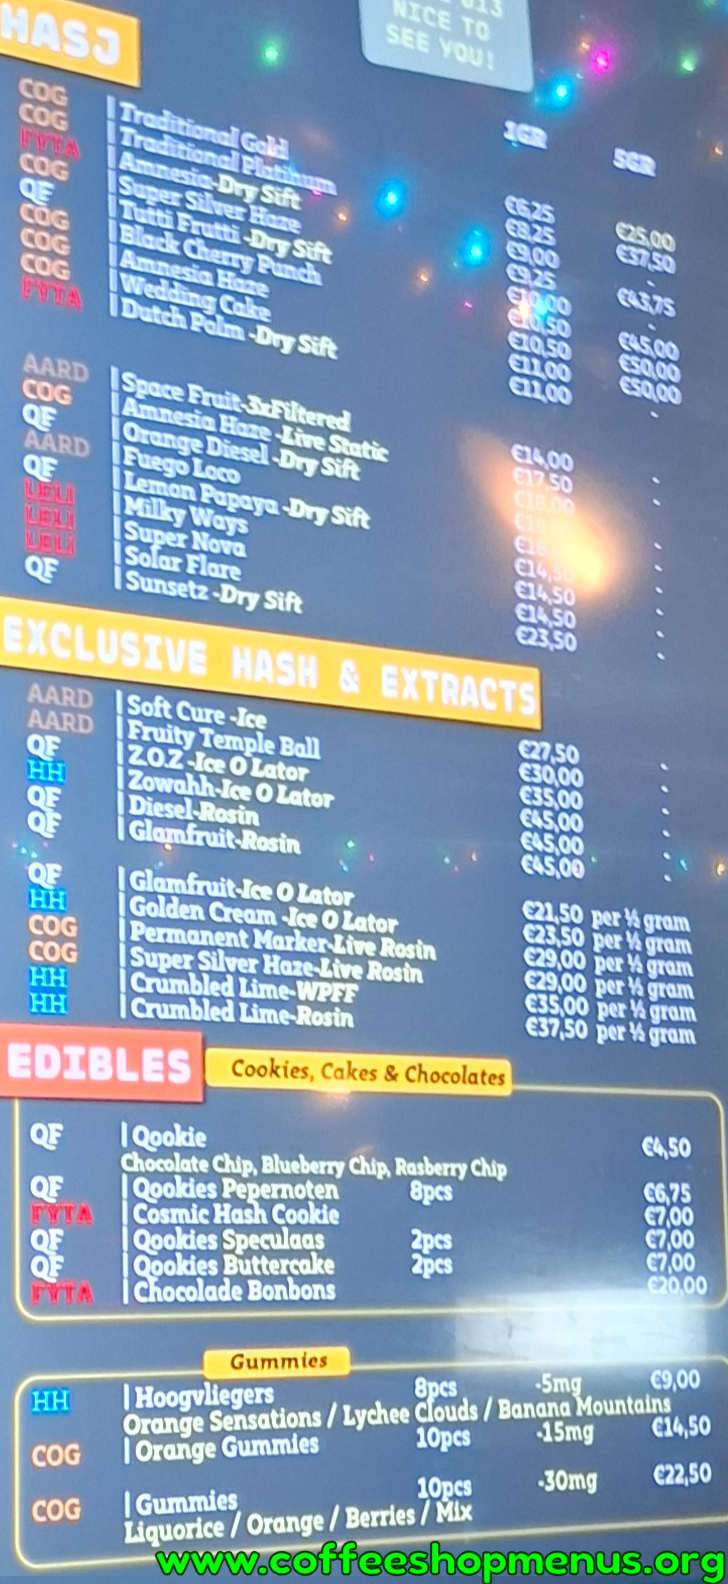 013
NICE TO
SEE YOU!
HASJ
1GR 5GR
COG | Traditional Gold €6,25 €25,00
COG | Traditional Platinum €8,25 €37,50
FYTA | Amnesia-Dry Sift €9,00 -
COG | Super Silver Haze €9,25 €43,75
QF | Tutti Frutti -Dry Sift €10,00 -
COG | Black Cherry Punch €10,50 €45,00
COG | Amnesia Haze €10,50 €50,00
COG | Wedding Cake €11,00 €50,00
FYTA | Dutch Polm -Dry Sift €11,00 -
AARD | Space Fruit-3xFiltered €14,00 -
COG | Amnesia Haze -Live Static €17,50 -
QF | Orange Diesel -Dry Sift €18,00
AARD | Fuego Loco
QF | Lemon Papaya -Dry Sift
LELI | Milky Ways
LELI | Super Nova €14,50 -
LELI | Solar Flare €14,50 -
QF | Sunsetz -Dry Sift €23,50 -
EXCLUSIVE HASH & EXTRACTS
AARD | Soft Cure -Ice €27,50 -
AARD | Fruity Temple Ball €30,00 -
QF | Z.O.Z -Ice O Lator €35,00 -
HH | Zowahh-Ice O Lator €45,00 -
QF | Diesel-Rosin €45,00 -
QF | Glamfruit-Rosin €45,00 -
QF | Glamfruit-Ice O Lator €21,50 per ½ gram
HH | Golden Cream -Ice O Lator €23,50 per ½ gram
COG | Permanent Marker-Live Rosin €29,00 per ½ gram
COG | Super Silver Haze-Live Rosin €29,00 per ½ gram
HH | Crumbled Lime-WPFF €35,00 per ½ gram
HH | Crumbled Lime-Rosin €37,50 per ½ gram
EDIBLES Cookies, Cakes & Chocolates
QF | Qookie €4,50
Chocolate Chip, Blueberry Chip, Rasberry Chip
QF | Qookies Pepernoten 8pcs €6,75
FYTA | Cosmic Hash Cookie €7,00
QF | Qookies Speculaas 2pcs €7,00
QF | Qookies Buttercake 2pcs €7,00
FYTA | Chocolade Bonbons €20,00
Gummies
HH | Hoogvliegers 8pcs -5mg €9,00
Orange Sensations / Lychee Clouds / Banana Mountains
COG | Orange Gummies 10pcs -15mg €14,50
COG | Gummies 10pcs -30mg €22,50
Liquorice / Orange / Berries / Mix
www.coffeeshopmenus.org